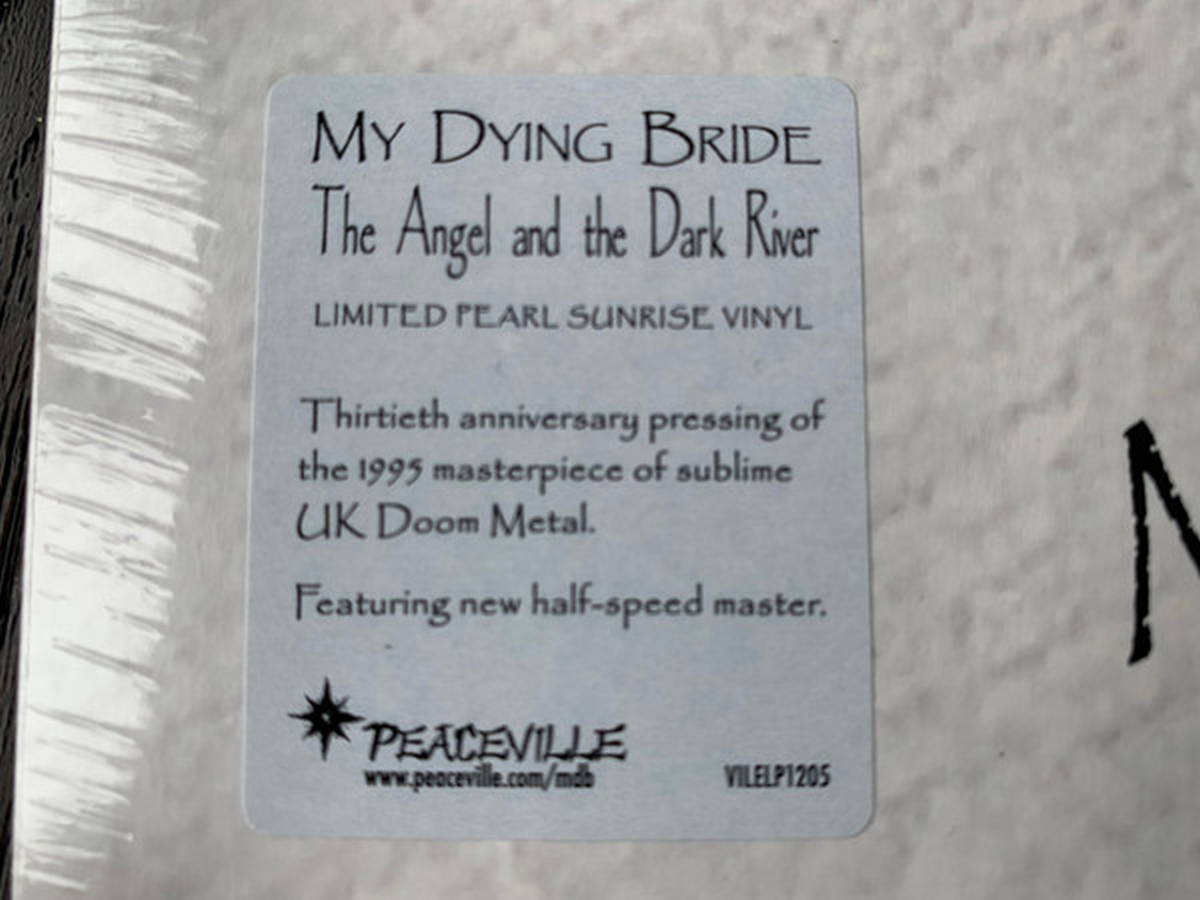 My Dying Bride
The Angel and the Dark River
LIMITED PEARL SUNRISE VINYL
Thirtieth anniversary pressing of
the 1995 masterpiece of sublime
UK Doom Metal.
Featuring new half-speed master.
PEACEVILLE
www.peaceville.com/mdb
VILELP1205